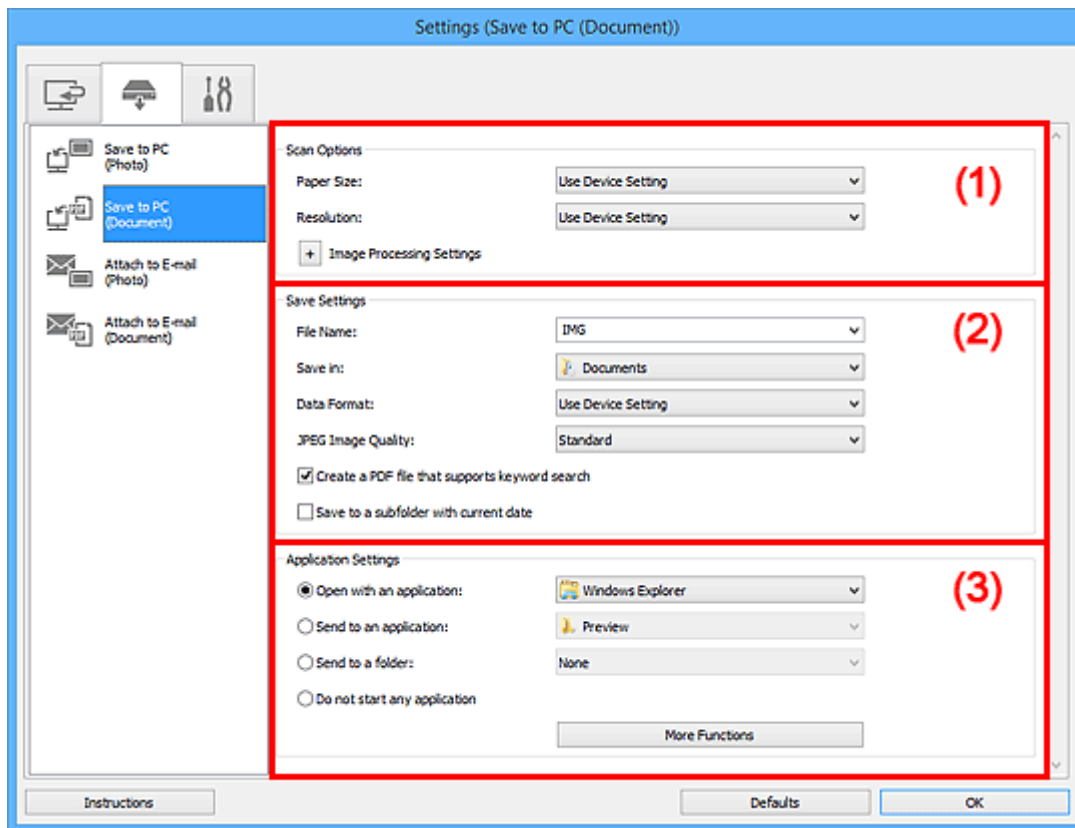 Settings (Save to PC (Document))
Save to PC
(Photo)
Save to PC
(Document)
Attach to E-mail
(Photo)
Attach to E-mail
(Document)
Scan Options
(1)
Paper Size: Use Device Setting
Resolution: Use Device Setting
+ Image Processing Settings
Save Settings
(2)
File Name: IMG
Save in: Documents
Data Format: Use Device Setting
JPEG Image Quality: Standard
Create a PDF file that supports keyword search
Save to a subfolder with current date
Application Settings
(3)
Open with an application: Windows Explorer
Send to an application: Preview
Send to a folder: None
Do not start any application
More Functions
Instructions Defaults OK